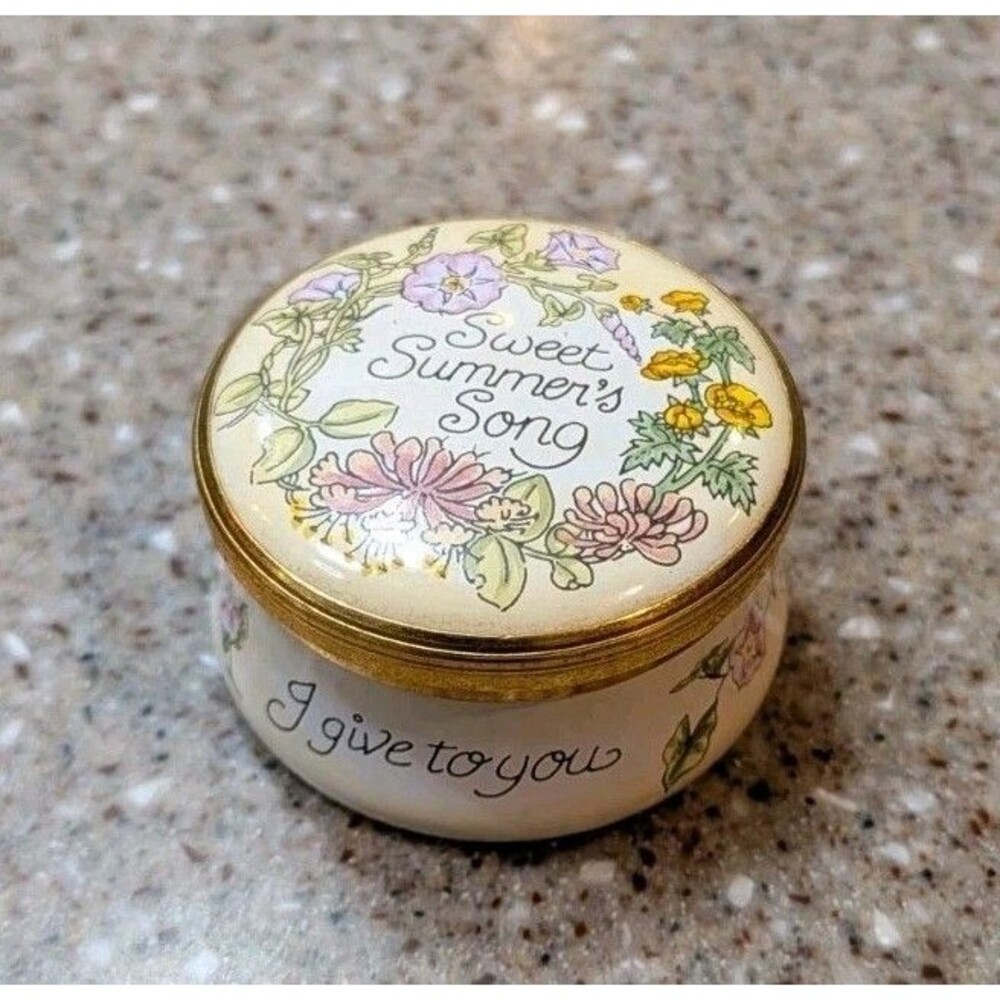 Sweet
Summer's
Song
I give to you